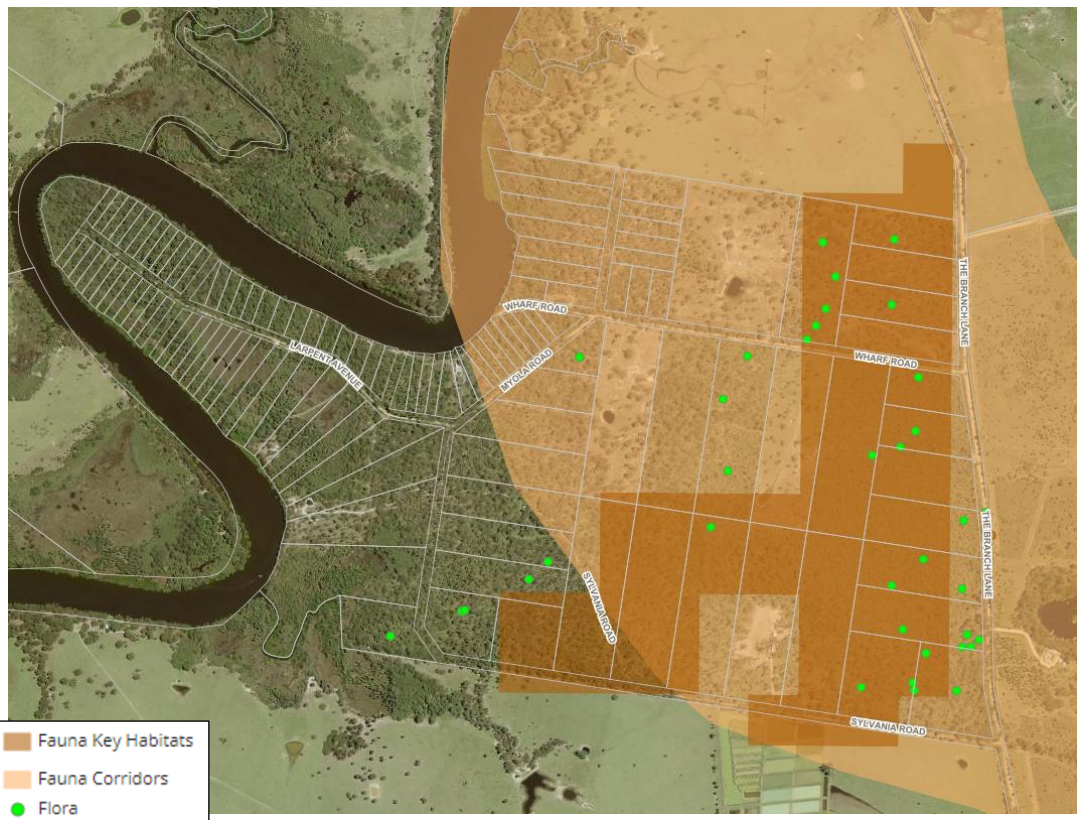 THE BRANCH LANE
WHARF ROAD
LARPENT AVENUE
MYOLA ROAD
WHARF ROAD
THE BRANCH LANE
SYLVANIA ROAD
SYLVANIA ROAD
Fauna Key Habitats
Fauna Corridors
Flora